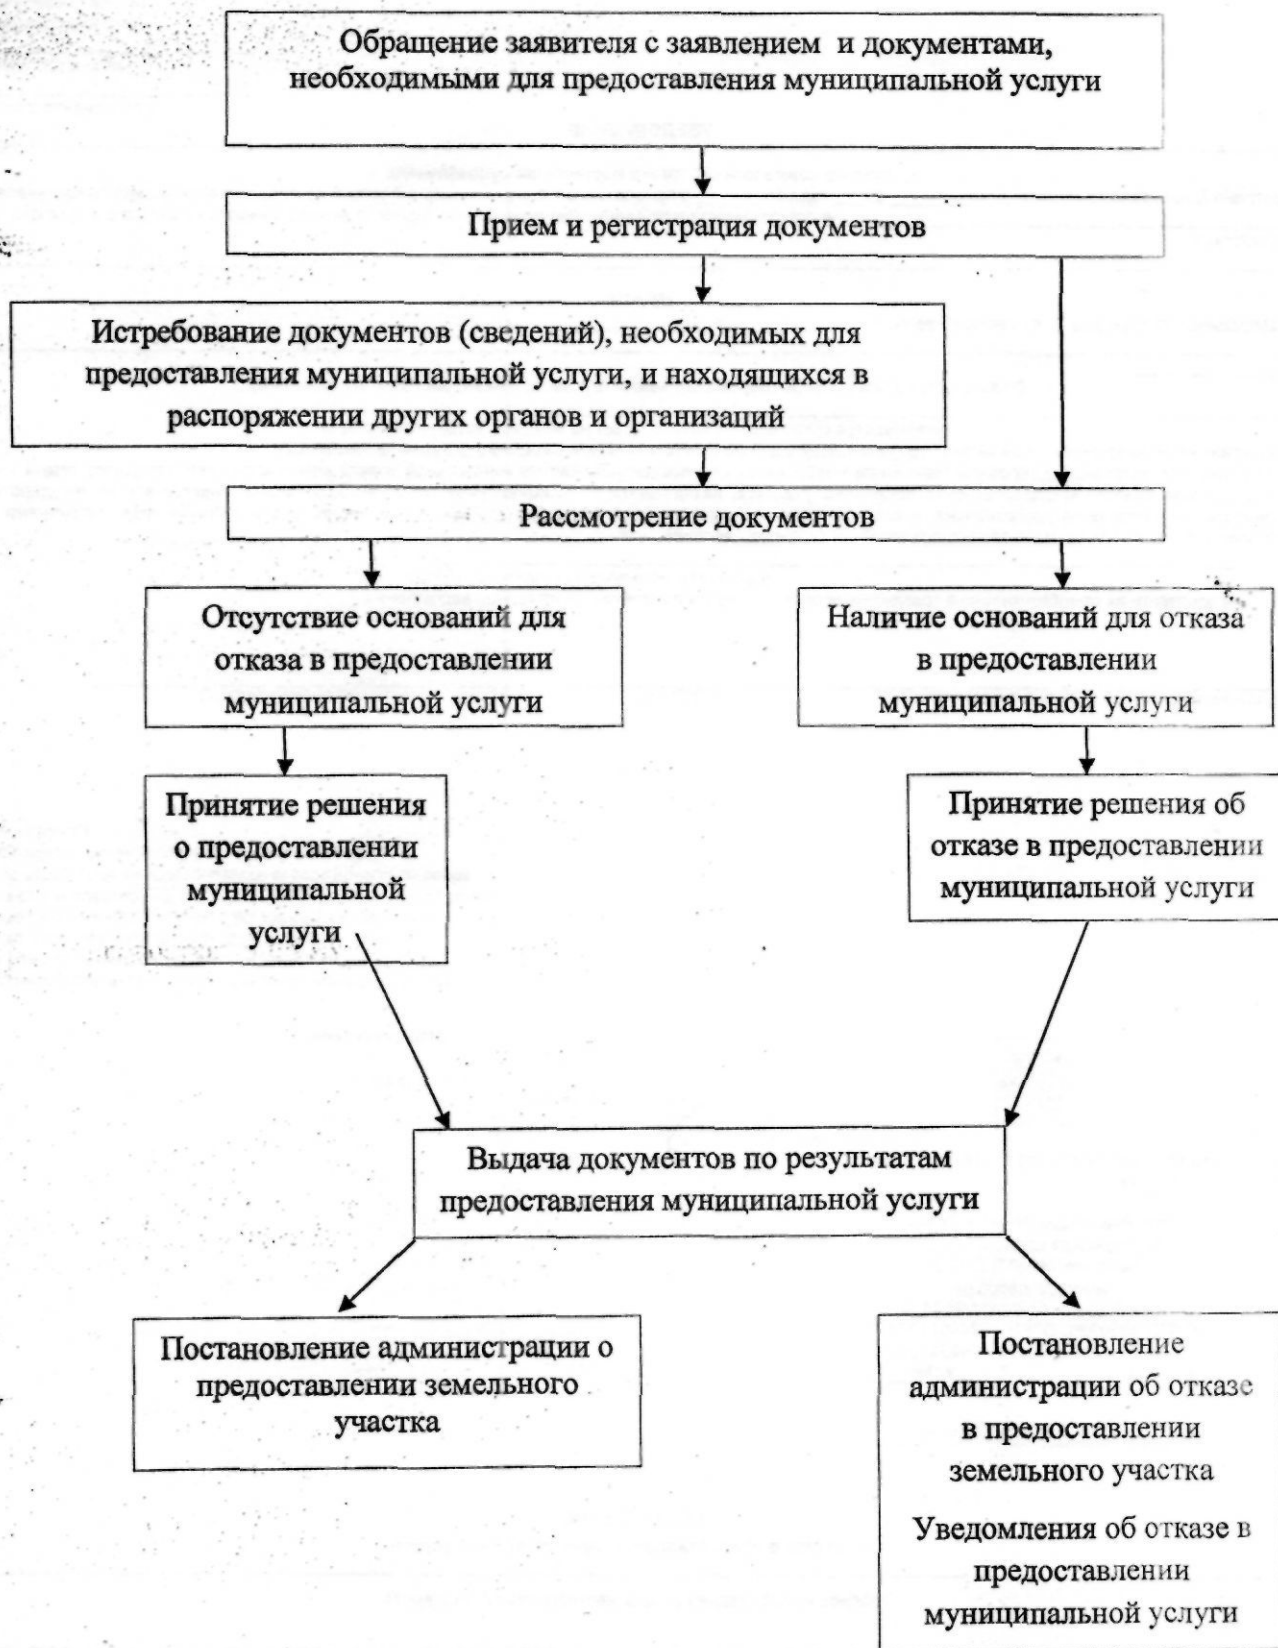 Обращение заявителя с заявлением и документами,
необходимыми для предоставления муниципальной услуги
Прием и регистрация документов
Истребование документов (сведений), необходимых для
предоставления муниципальной услуги, и находящихся в
распоряжении других органов и организаций
Рассмотрение документов
Отсутствие оснований для
отказа в предоставлении
муниципальной услуги
Наличие оснований для отказа
в предоставлении
муниципальной услуги
Принятие решения
о предоставлении
муниципальной
услуги
Принятие решения об
отказе в предоставлении
муниципальной услуги
Выдача документов по результатам
предоставления муниципальной услуги
Постановление администрации о
предоставлении земельного
участка
Постановление
администрации об отказе
в предоставлении
земельного участка
Уведомления об отказе в
предоставлении
муниципальной услуги